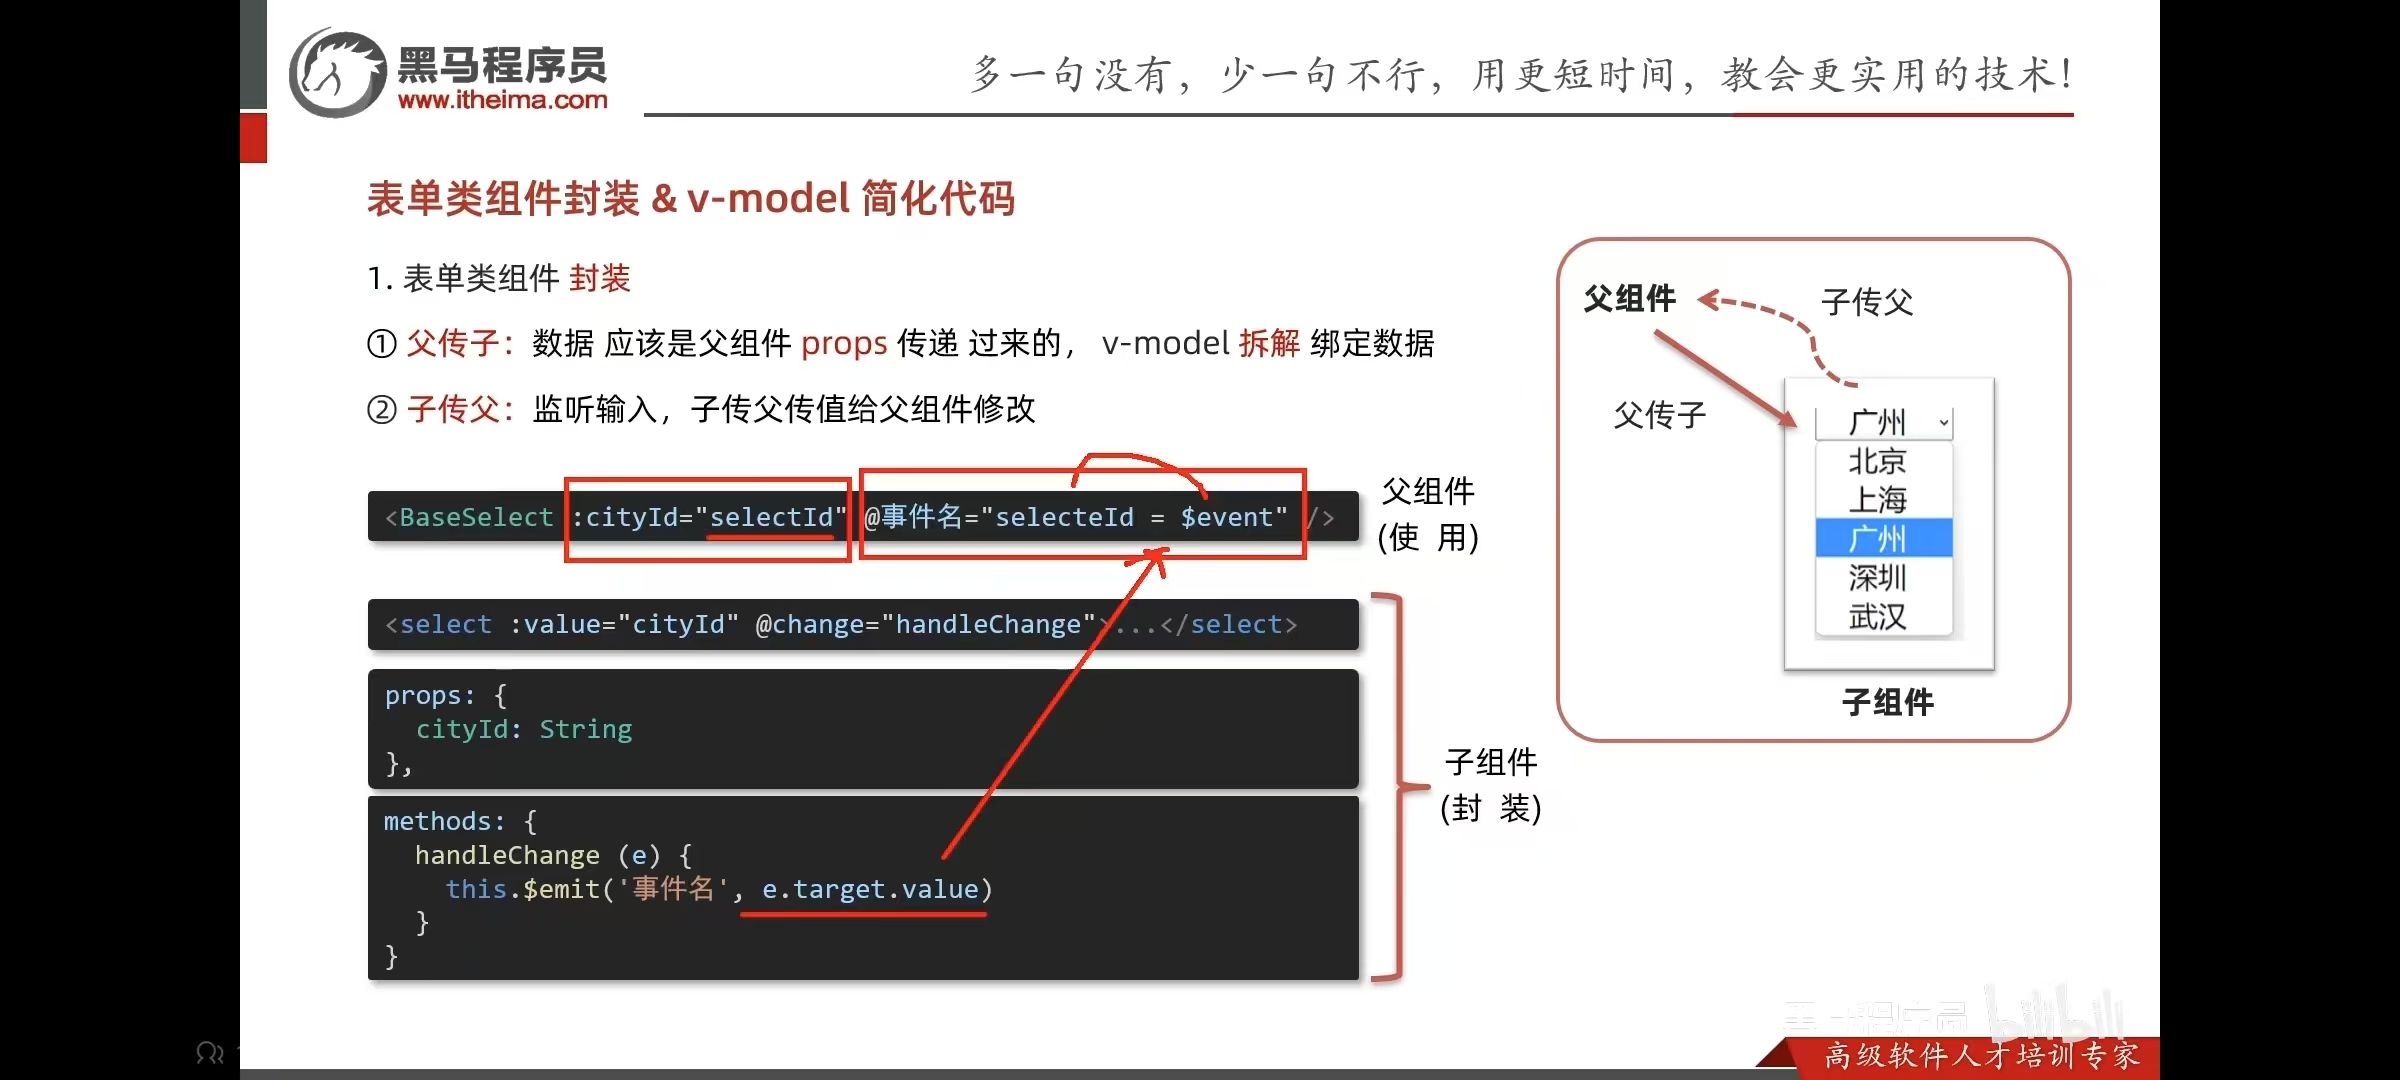 黑马程序员
www.itheima.com
多一句没有，少一句不行，用更短时间，教会更实用的技术！
表单类组件封装 & v-model 简化代码
1. 表单类组件 封装
① 父传子：数据 应该是父组件 props 传递 过来的， v-model 拆解 绑定数据
② 子传父：监听输入，子传父传值给父组件修改
<BaseSelect :cityId="selectId" @事件名="selecteId = $event" />
父组件
(使 用)
<select :value="cityId" @change="handleChange">...</select>
props: {
cityId: String
},
methods: {
handleChange (e) {
this.$emit('事件名', e.target.value)
}
}
子组件
(封 装)
父组件
子传父
父传子
广州
北京
上海
广州
深圳
武汉
子组件
黑马程序员 bilibili
高级软件人才培训专家